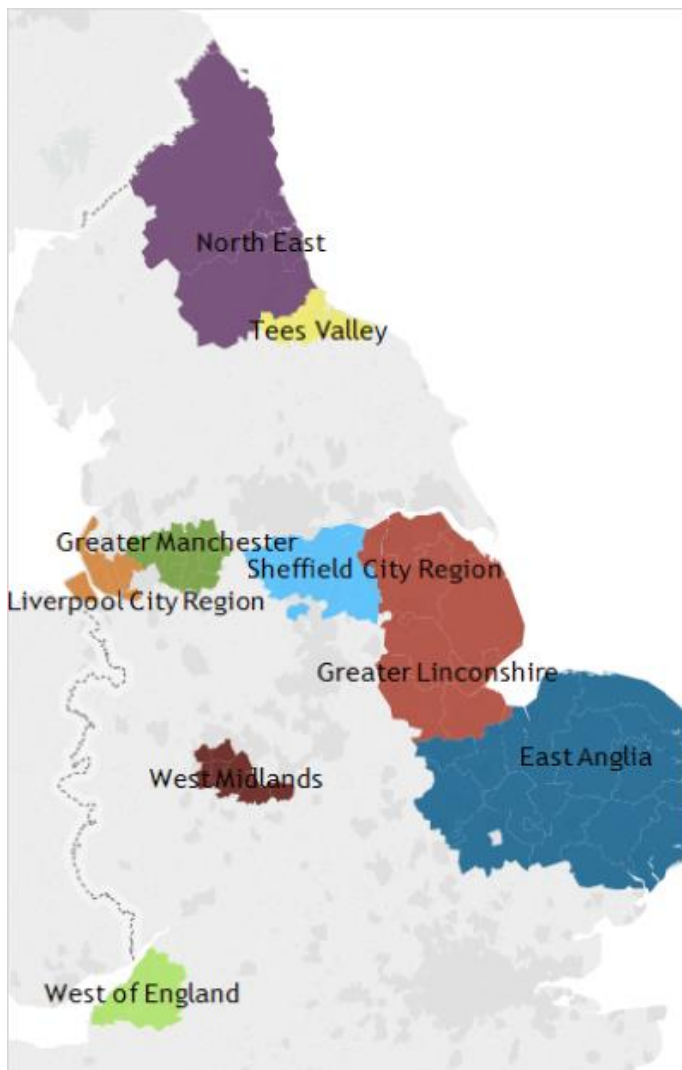 North East
Tees Valley
Greater Manchester
Sheffield City Region
Liverpool City Region
Greater Linconshire
East Anglia
West Midlands
West of England